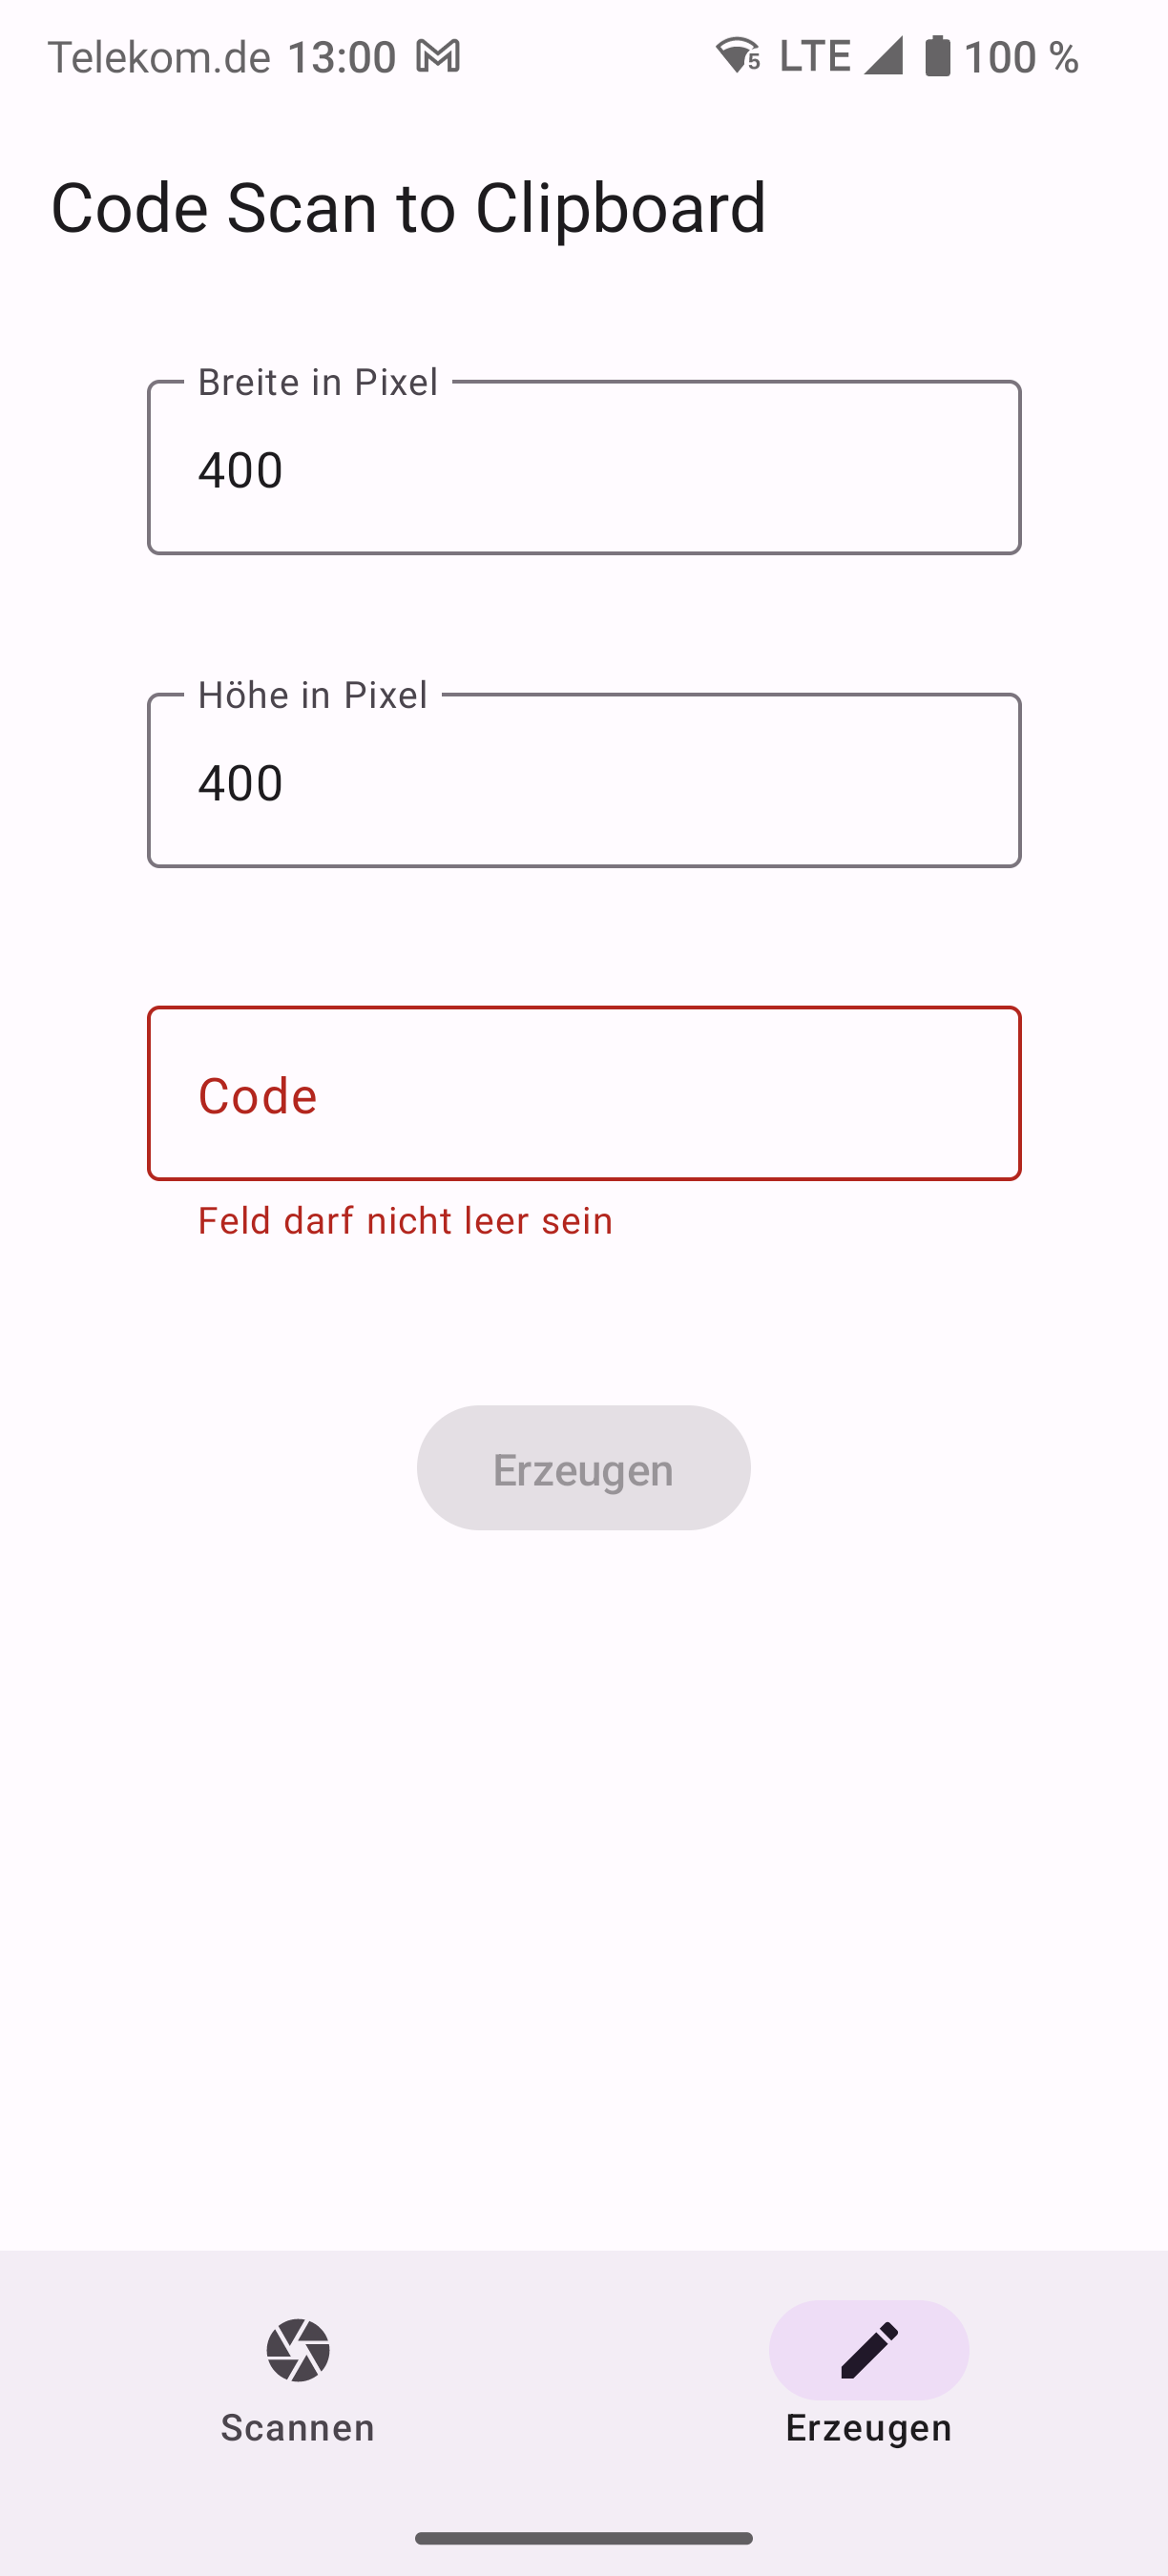 Telekom.de 13:00 5 LTE 100 %
Code Scan to Clipboard
Breite in Pixel
400
Höhe in Pixel
400
Code
Feld darf nicht leer sein
Erzeugen
Scannen Erzeugen